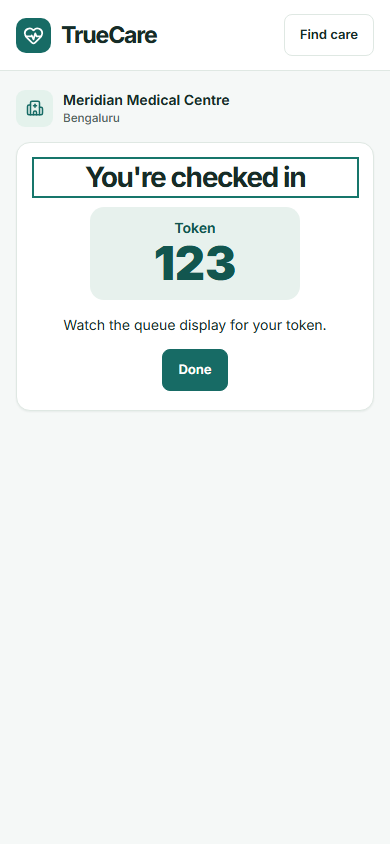 TrueCare
Find care
Meridian Medical Centre
Bengaluru
You're checked in
Token
123
Watch the queue display for your token.
Done